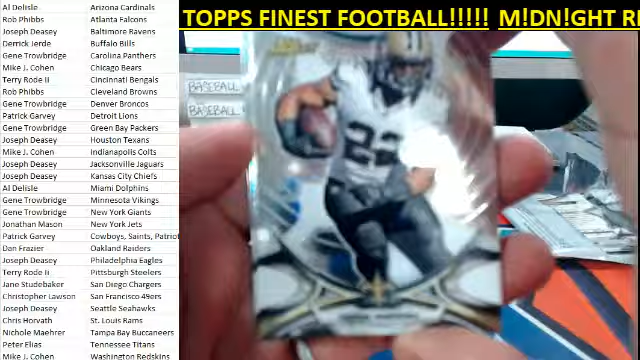 TOPPS FINEST FOOTBALL!!!!! M!DN!GHT R
Al Delisle Arizona Cardinals
Rob Phibbs Atlanta Falcons
Joseph Deasey Baltimore Ravens
Derrick Jerde Buffalo Bills
Gene Trowbridge Carolina Panthers
Mike J. Cohen Chicago Bears
Terry Rode Ii Cincinnati Bengals
Rob Phibbs Cleveland Browns
Gene Trowbridge Denver Broncos
Patrick Garvey Detroit Lions
Gene Trowbridge Green Bay Packers
Joseph Deasey Houston Texans
Mike J. Cohen Indianapolis Colts
Joseph Deasey Jacksonville Jaguars
Joseph Deasey Kansas City Chiefs
Al Delisle Miami Dolphins
Gene Trowbridge Minnesota Vikings
Gene Trowbridge New York Giants
Jonathan Mason New York Jets
Patrick Garvey Cowboys, Saints, Patriot
Dan Frazier Oakland Raiders
Joseph Deasey Philadelphia Eagles
Terry Rode Ii Pittsburgh Steelers
Jane Studebaker San Diego Chargers
Christopher Lawson San Francisco 49ers
Joseph Deasey Seattle Seahawks
Chris Horvath St. Louis Rams
Nichole Maehrer Tampa Bay Buccaneers
Peter Elias Tennessee Titans
Mike J. Cohen Washington Redskins
BASEBALL
BASEBALL
22